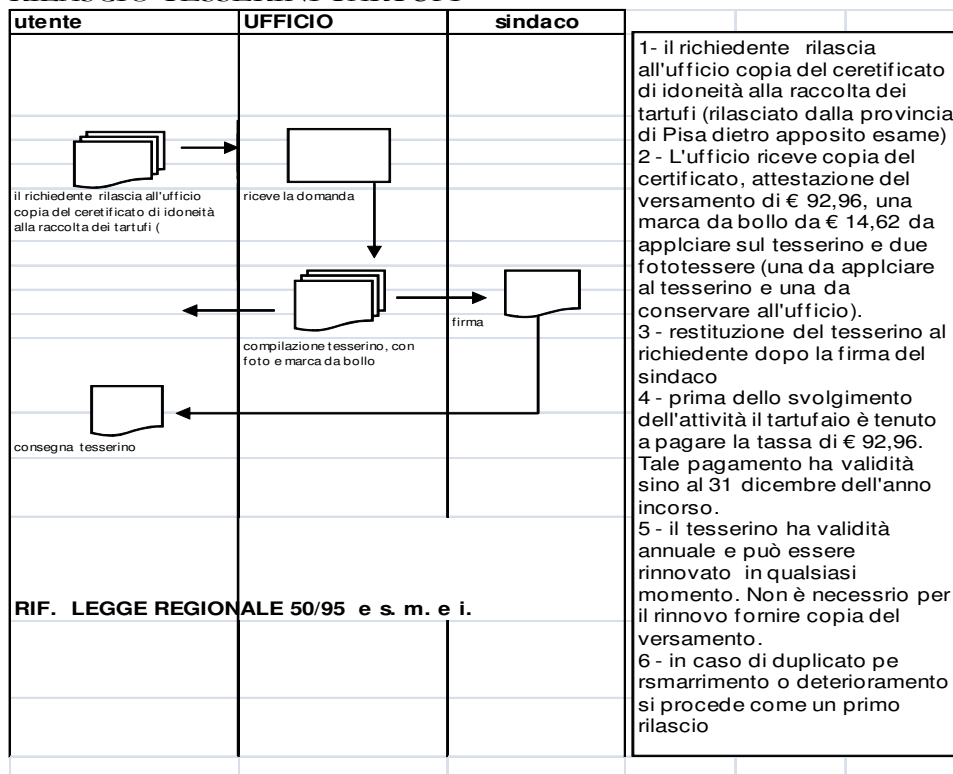 utente UFFICIO sindaco
il richiedente rilascia all'ufficio
copia del ceretificato di idoneità
alla raccolta dei tartufi (
riceve la domanda
firma
compilazione tesserino, con
foto e marca da bollo
consegna tesserino
RIF. LEGGE REGIONALE 50/95 e s. m. e i.
1- il richiedente rilascia
all'ufficio copia del ceretificato
di idoneità alla raccolta dei
tartufi (rilasciato dalla provincia
di Pisa dietro apposito esame)
2 - L'ufficio riceve copia del
certificato, attestazione del
versamento di € 92,96, una
marca da bollo da € 14,62 da
applciare sul tesserino e due
fototessere (una da applciare
al tesserino e una da
conservare all'ufficio).
3 - restituzione del tesserino al
richiedente dopo la firma del
sindaco
4 - prima dello svolgimento
dell'attività il tartufaio è tenuto
a pagare la tassa di € 92,96.
Tale pagamento ha validità
sino al 31 dicembre dell'anno
incorso.
5 - il tesserino ha validità
annuale e può essere
rinnovato in qualsiasi
momento. Non è necessrio per
il rinnovo fornire copia del
versamento.
6 - in caso di duplicato pe
rsmarrimento o deterioramento
si procede come un primo
rilascio